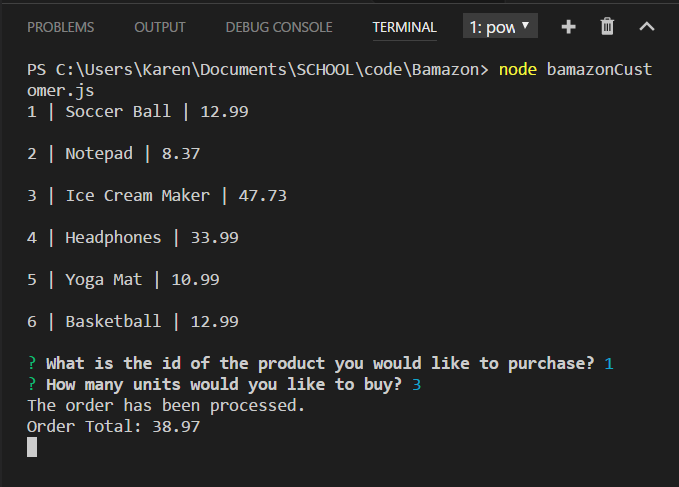 PROBLEMS OUTPUT DEBUG CONSOLE TERMINAL 1: pow
PS C:\Users\Karen\Documents\SCHOOL\code\Bamazon> node bamazonCust
omer.js
1 | Soccer Ball | 12.99
2 | Notepad | 8.37
3 | Ice Cream Maker | 47.73
4 | Headphones | 33.99
5 | Yoga Mat | 10.99
6 | Basketball | 12.99
? What is the id of the product you would like to purchase? 1
? How many units would you like to buy? 3
The order has been processed.
Order Total: 38.97